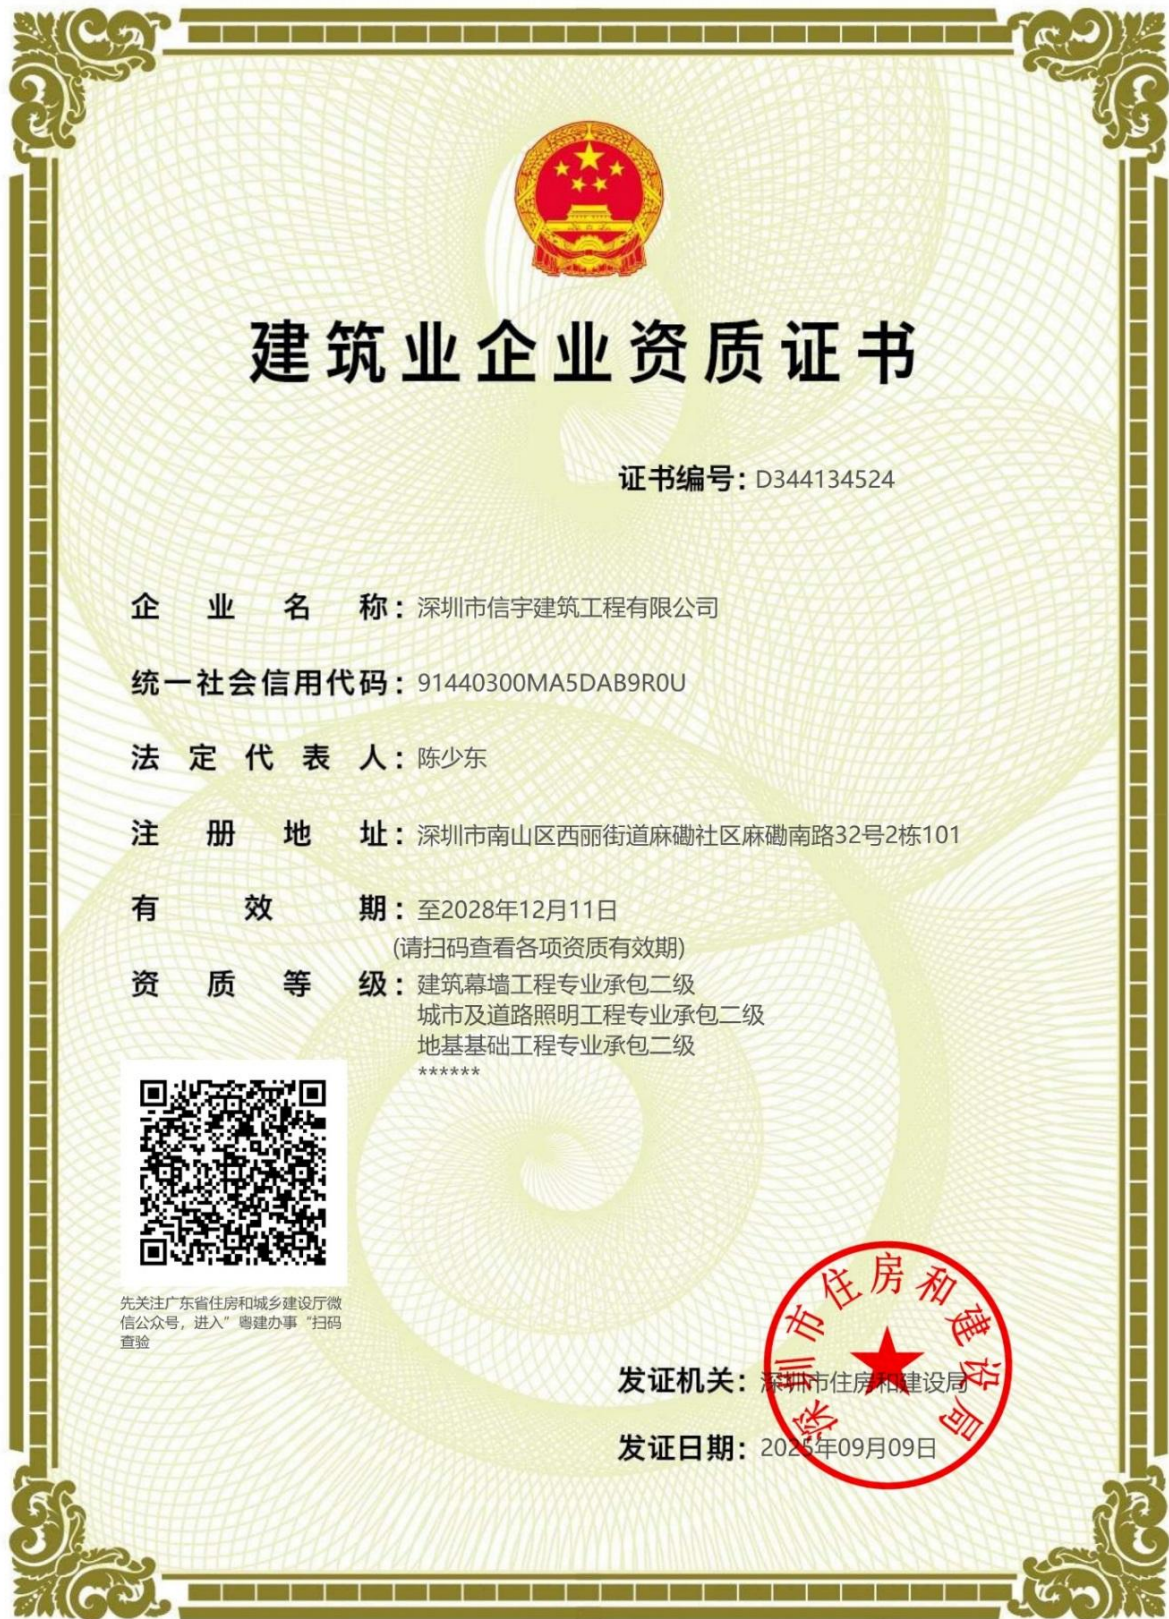 建筑业企业资质证书
证书编号：D344134524
企业名称：深圳市信宇建筑工程有限公司
统一社会信用代码：91440300MA5DAB9R0U
法定代表人：陈少东
注册地址：深圳市南山区西丽街道麻磡社区麻磡南路32号2栋101
有效期：至2028年12月11日
(请扫码查看各项资质有效期)
资质等级：建筑幕墙工程专业承包二级
城市及道路照明工程专业承包二级
地基基础工程专业承包二级
******
先关注广东省住房和城乡建设厅微
信公众号，进入”粤建办事“扫码
查验
深圳市住房和建设局
发证机关：深圳市住房和建设局
发证日期：2025年09月09日